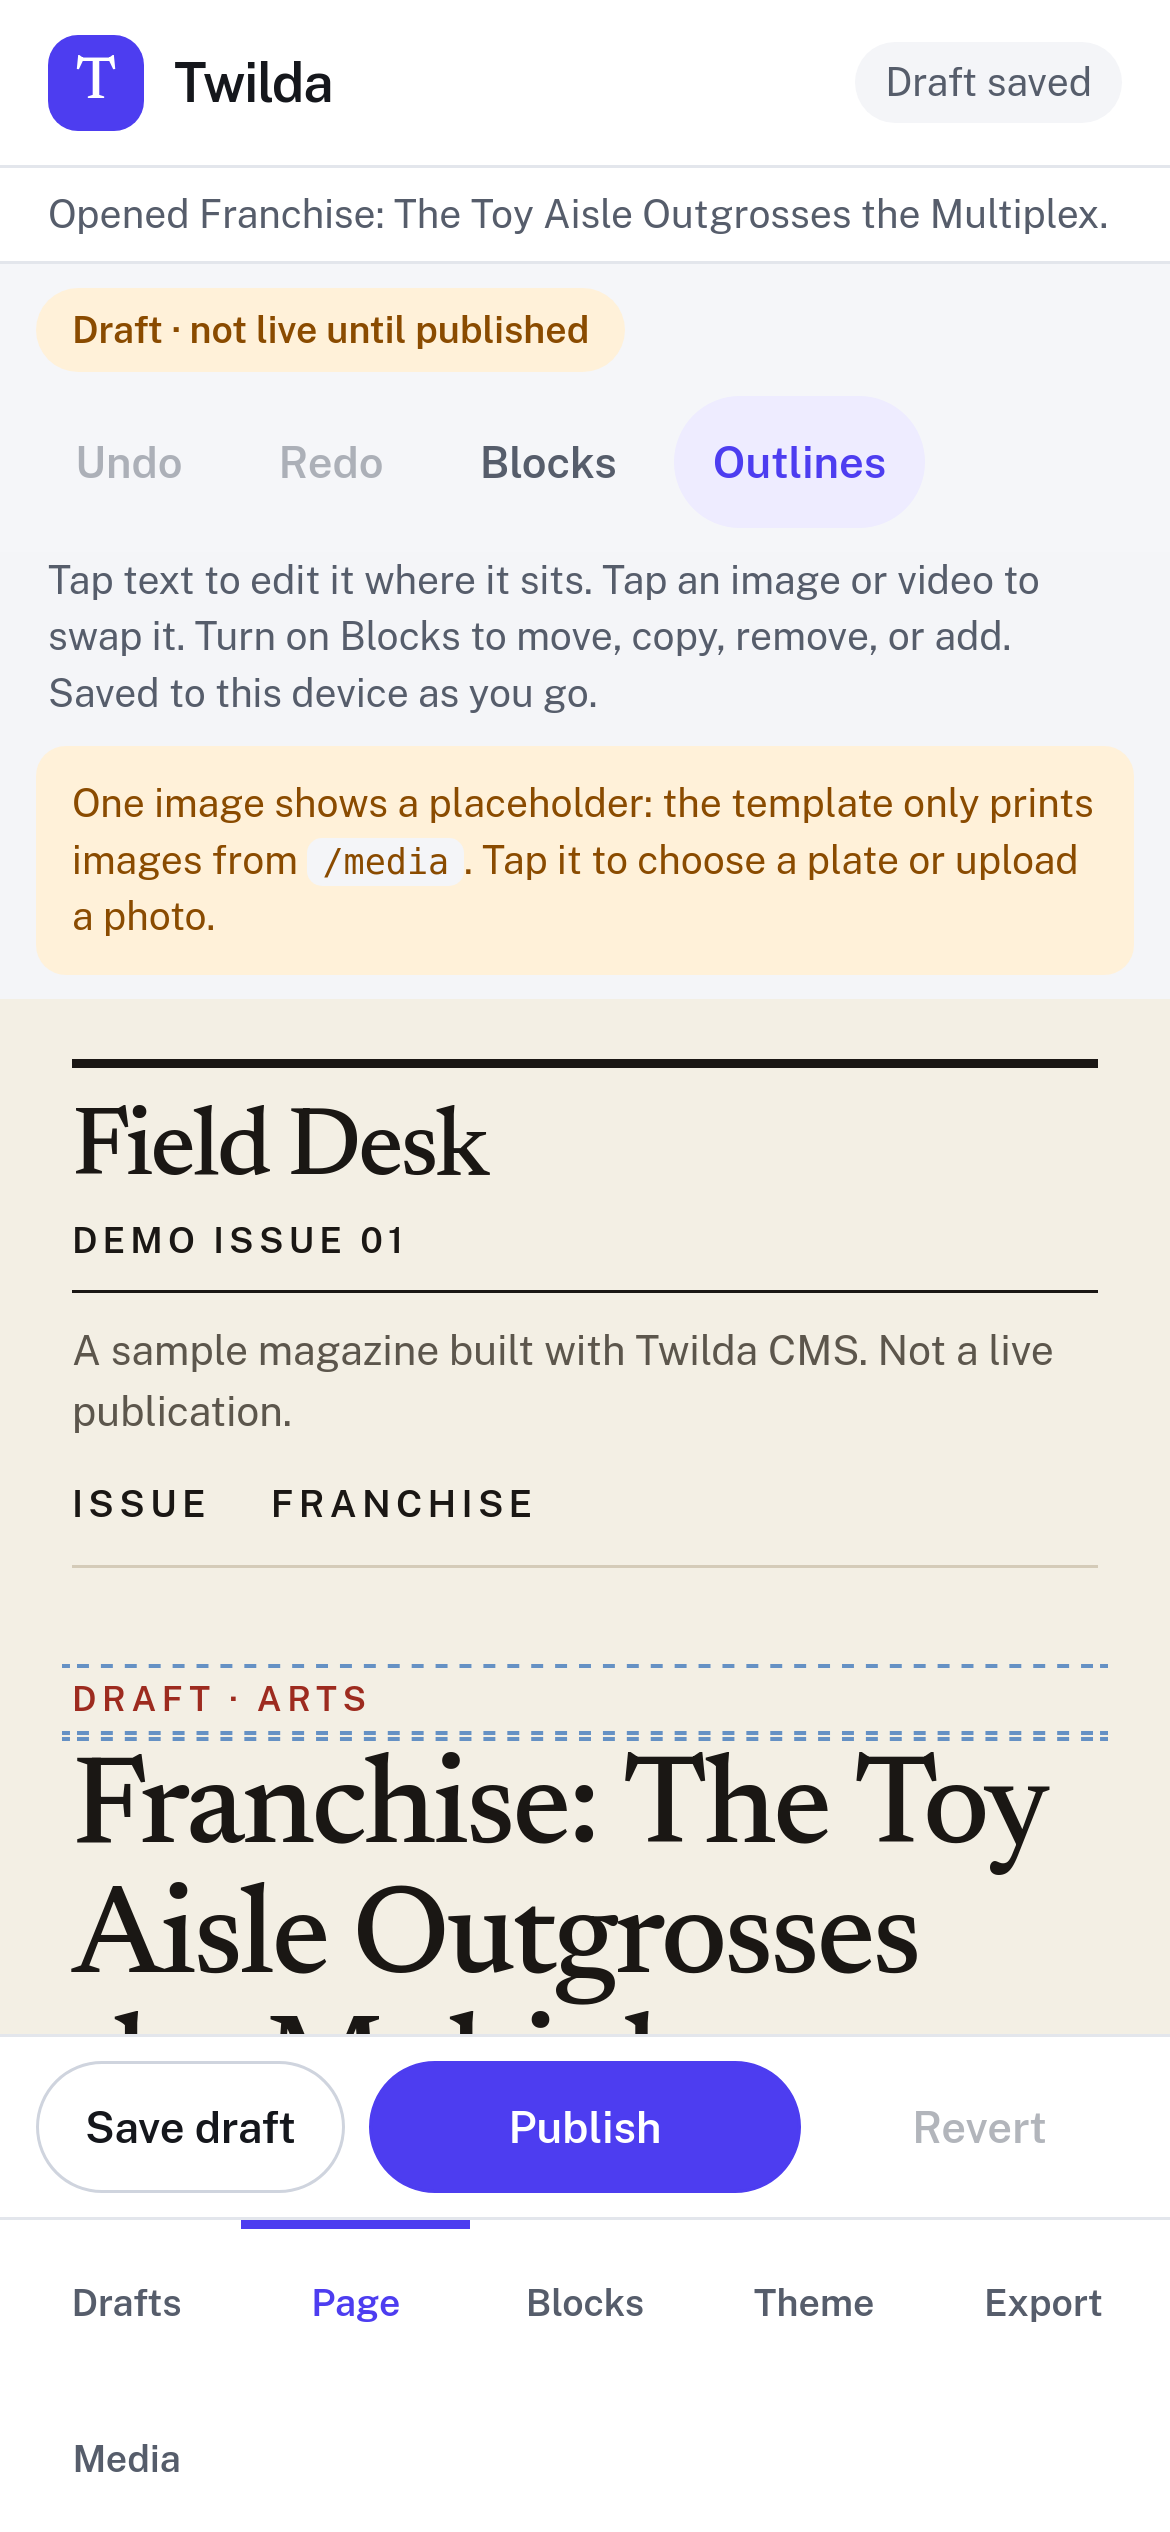 T Twilda
Draft saved
Opened Franchise: The Toy Aisle Outgrosses the Multiplex.
Draft · not live until published
Undo Redo Blocks Outlines
Tap text to edit it where it sits. Tap an image or video to
swap it. Turn on Blocks to move, copy, remove, or add.
Saved to this device as you go.
One image shows a placeholder: the template only prints
images from /media. Tap it to choose a plate or upload
a photo.
Field Desk
DEMO ISSUE 01
A sample magazine built with Twilda CMS. Not a live
publication.
ISSUE FRANCHISE
DRAFT · ARTS
Franchise: The Toy
Aisle Outgrosses
Save draft Publish Revert
Drafts Page Blocks Theme Export
Media